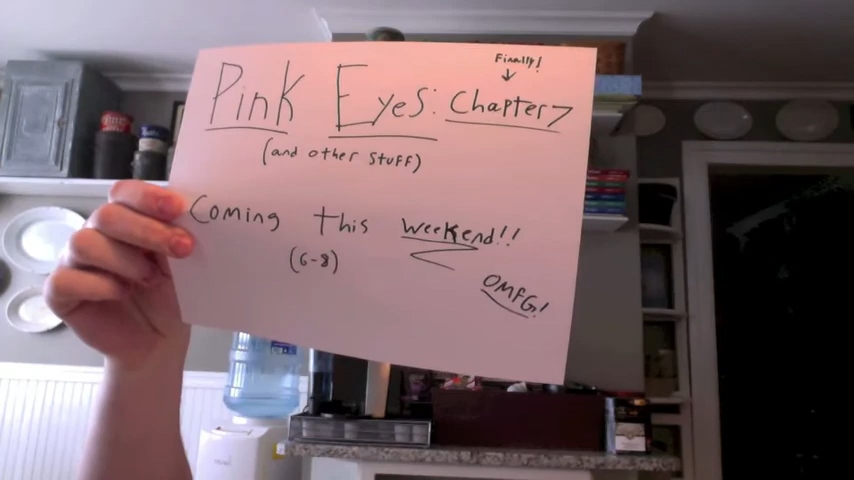 Finally!
Pink Eyes: Chapter 7
(and other stuff)
Coming this weekend!!
(6-8)
OMFG!